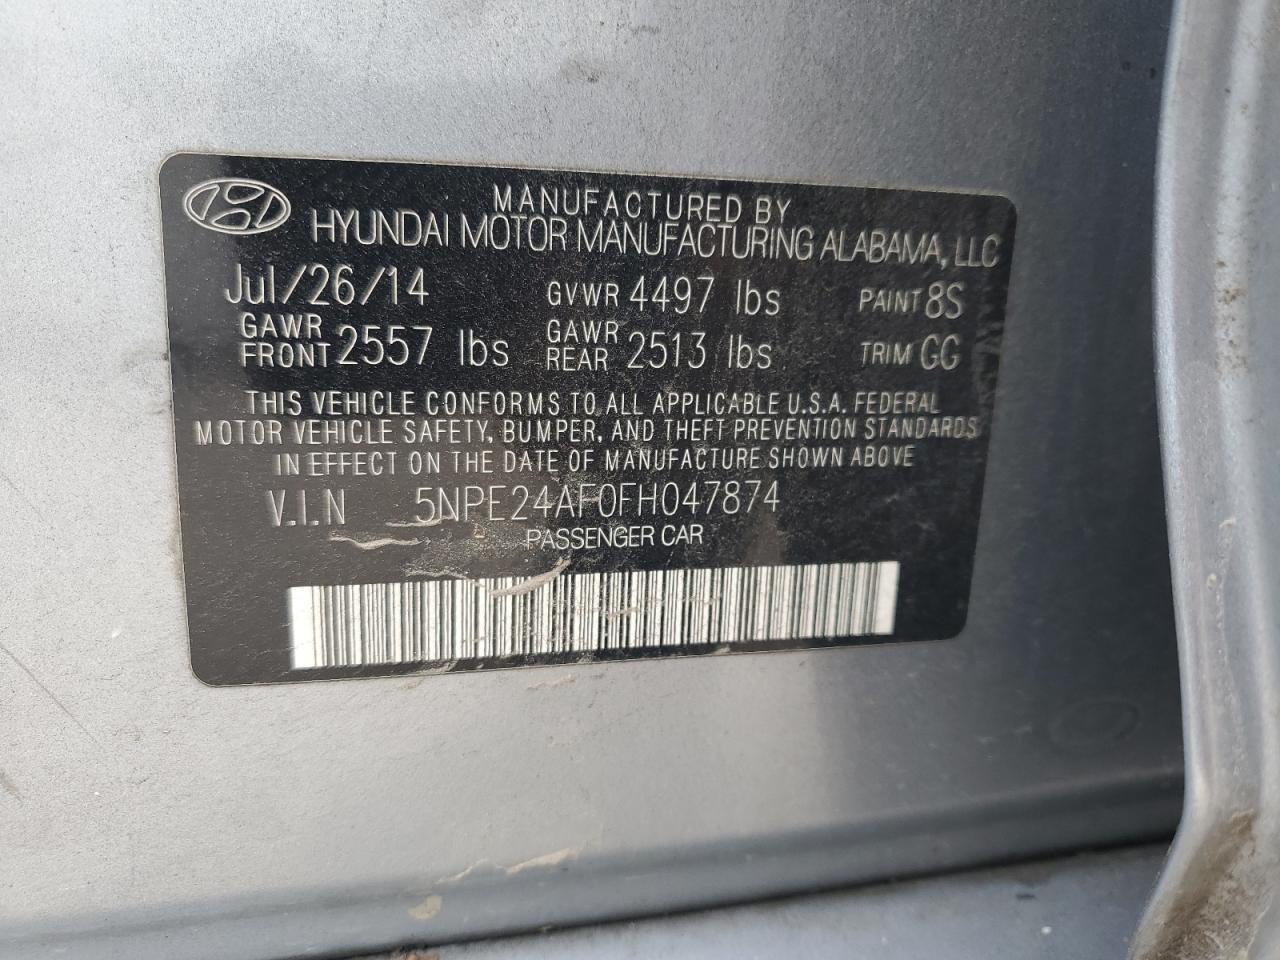 MANUFACTURED BY
HYUNDAI MOTOR MANUFACTURING ALABAMA, LLC
Jul/26/14 GVWR 4497 lbs PAINT 8S
GAWR FRONT 2557 lbs GAWR REAR 2513 lbs TRIM GG
THIS VEHICLE CONFORMS TO ALL APPLICABLE U.S.A. FEDERAL
MOTOR VEHICLE SAFETY, BUMPER, AND THEFT PREVENTION STANDARDS
IN EFFECT ON THE DATE OF MANUFACTURE SHOWN ABOVE
V.I.N 5NPE24AF0FH047874
PASSENGER CAR